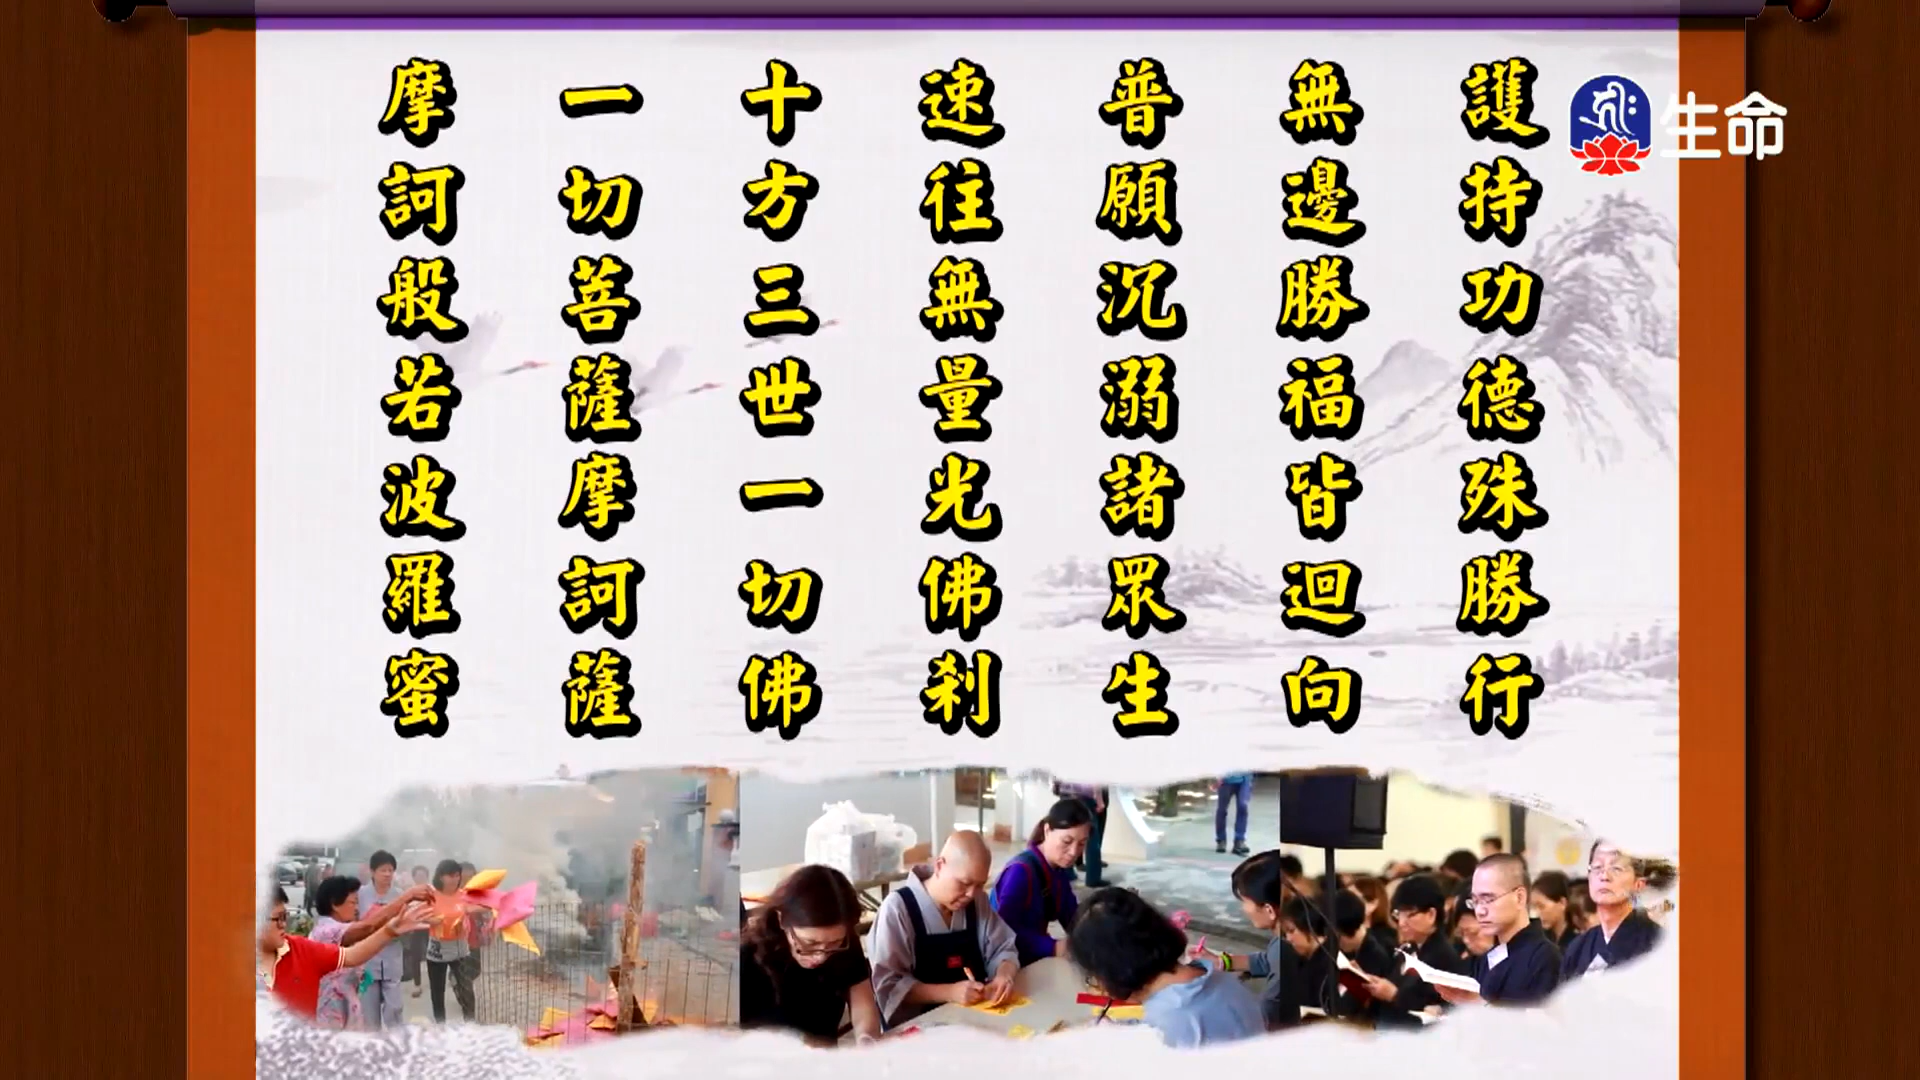 護持功德殊勝行
無邊勝福皆迴向
普願沉溺諸眾生
速往無量光佛剎
十方三世一切佛
一切菩薩摩訶薩
摩訶般若波羅蜜
生命